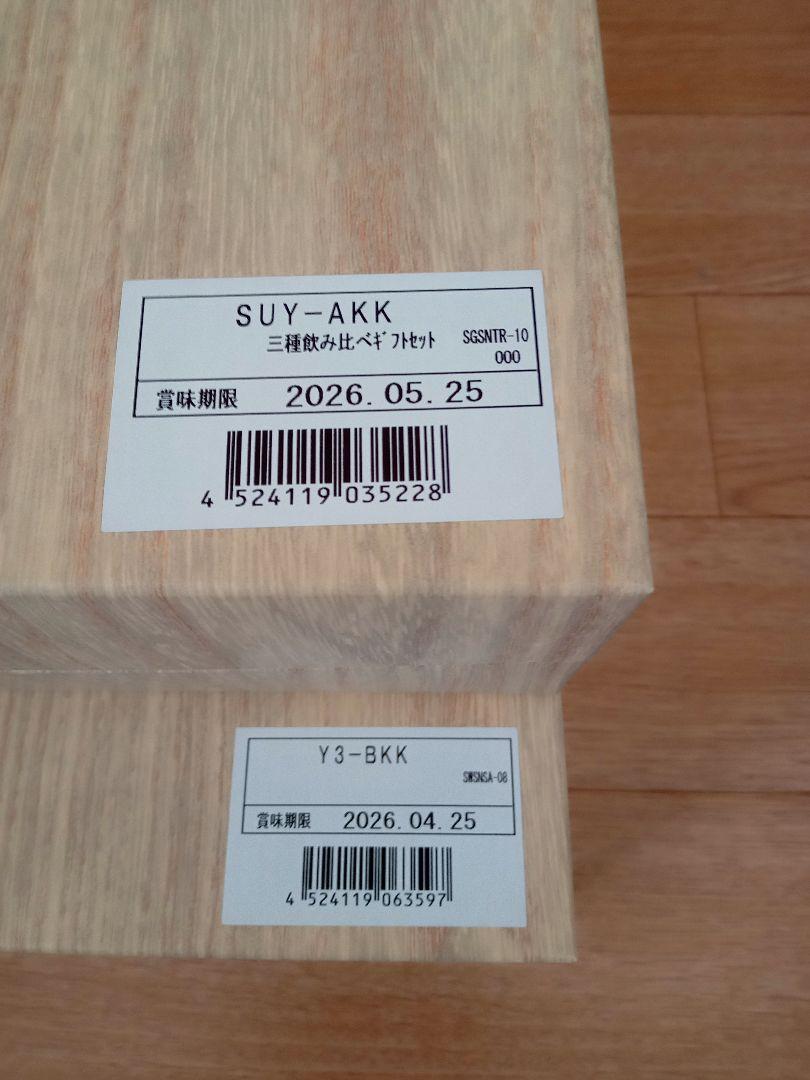 SUY-AKK
三種飲み比べｷﾞﾌﾄｾｯﾄ SGSNTR-10
000
賞味期限 2026.05.25
4 524119 035228
Y3-BKK
SWSNSA-08
賞味期限 2026.04.25
4 524119 063597